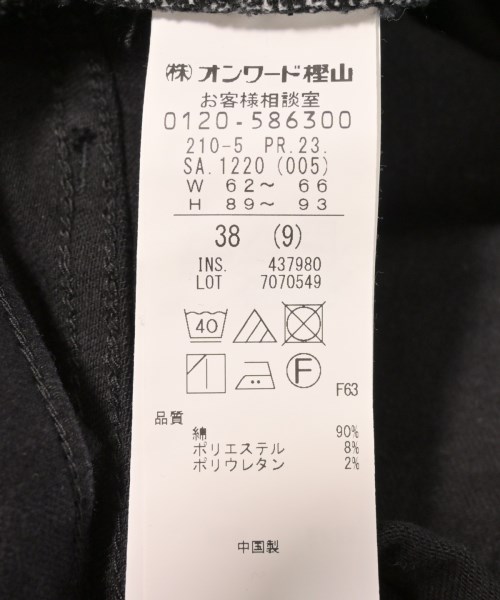 (株)オンワード樫山
お客様相談室
0120-586300
210-5 PR.23.
SA.1220 (005)
W 62～ 66
H 89～ 93
38 (9)
INS. 437980
LOT 7070549
40
F
F63
品質
綿 90%
ポリエステル 8%
ポリウレタン 2%
中国製